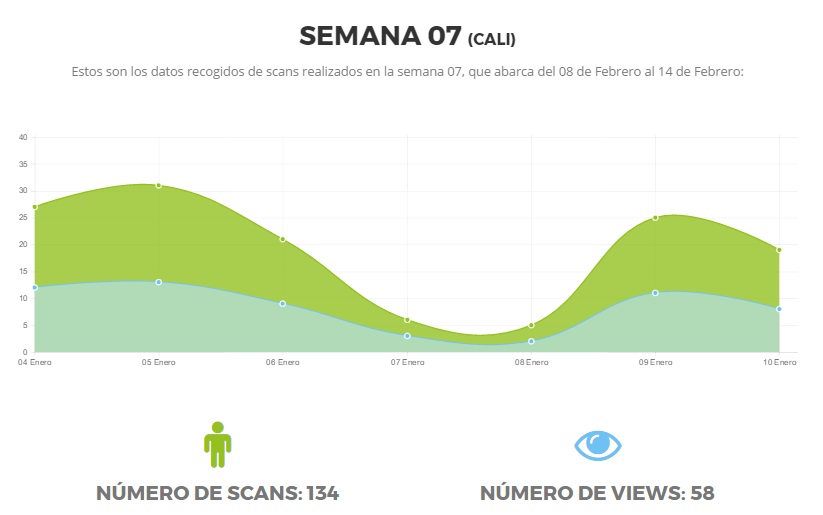 SEMANA 07 (CALI)
Estos son los datos recogidos de scans realizados en la semana 07, que abarca del 08 de Febrero al 14 de Febrero:
40
35
30
25
20
15
10
5
0
04 Enero 05 Enero 06 Enero 07 Enero 08 Enero 09 Enero 10 Enero
NÚMERO DE SCANS: 134 NÚMERO DE VIEWS: 58